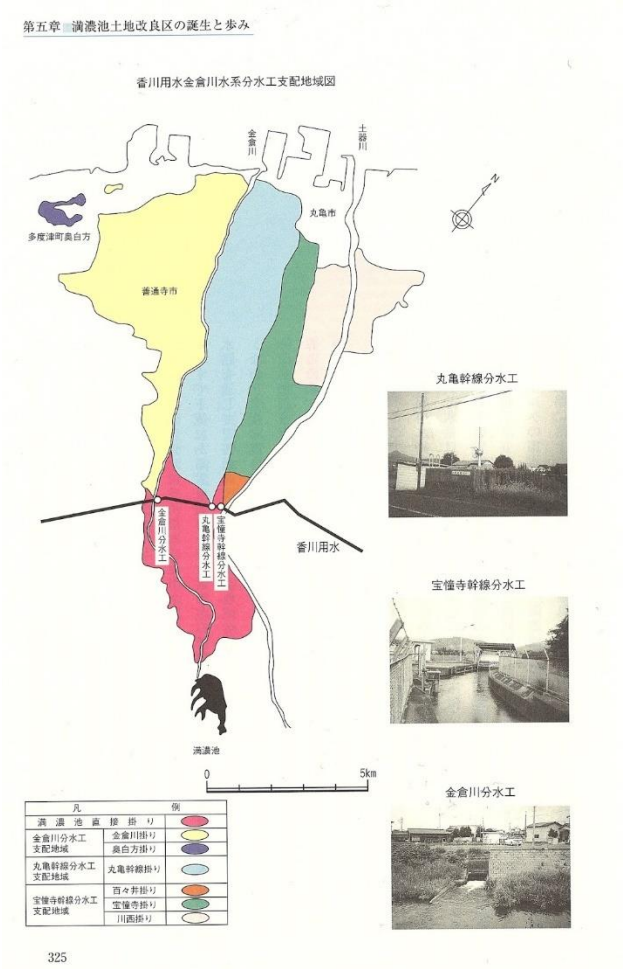 第五章 満濃池土地改良区の誕生と歩み
香川用水金倉川水系分水工支配地域図
金倉川
土器川
丸亀市
N
多度津町奥白方
善通寺市
丸亀幹線分水工
金倉川分水工
丸亀幹線分水工
宝憧寺幹線分水工
香川用水
宝憧寺幹線分水工
満濃池
0 5km
金倉川分水工
凡 例
満濃池直接掛り
金倉川分水工支配地域
金倉川掛り
奥白方掛り
丸亀幹線分水工支配地域
丸亀幹線掛り
宝憧寺幹線分水工支配地域
百々井掛り
宝憧寺掛り
川西掛り
325